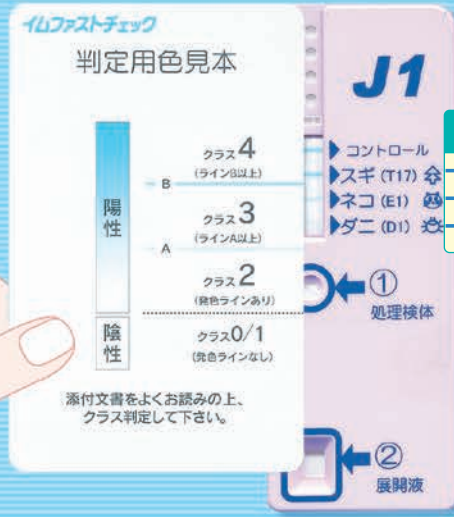 イムファストチェック
判定用色見本
陽性
陰性
クラス4
(ラインB以上)
B
クラス3
(ラインA以上)
A
クラス2
(発色ラインあり)
クラス0/1
(発色ラインなし)
添付文書をよくお読みの上、
クラス判定して下さい。
J1
コントロール
スギ (T17)
ネコ (E1)
ダニ (D1)
①
処理検体
②
展開液